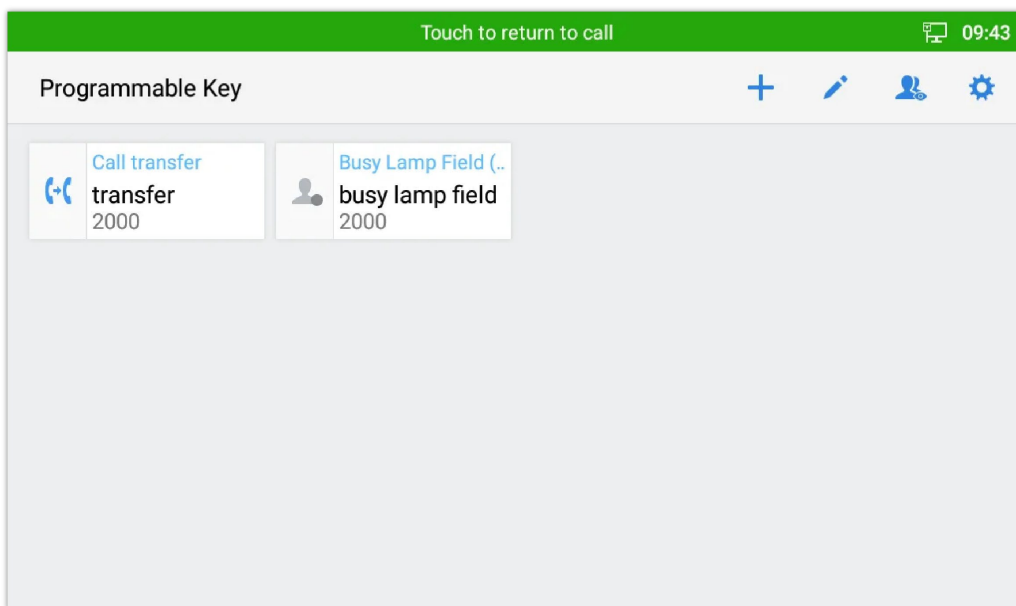 Touch to return to call
09:43
Programmable Key
Call transfer
transfer
2000
Busy Lamp Field (..
busy lamp field
2000